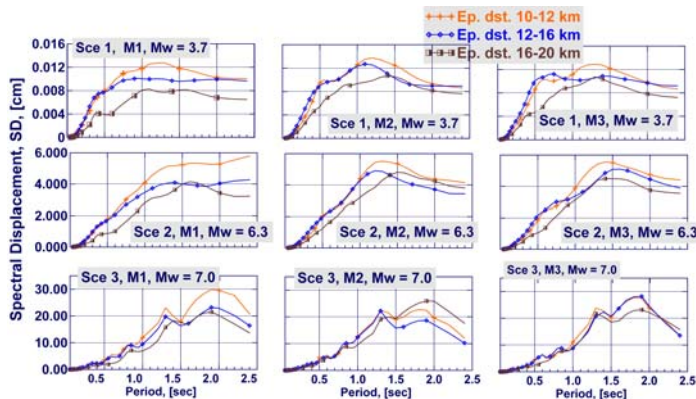 Ep. dst. 10-12 km
Ep. dst. 12-16 km
Ep. dst. 16-20 km
Spectral Displacement, SD, [cm]
0.016
0.012
0.008
0.004
0
Sce 1, M1, Mw = 3.7
Sce 1, M2, Mw = 3.7
Sce 1, M3, Mw = 3.7
6.000
4.000
2.000
0.000
Sce 2, M1, Mw = 6.3
Sce 2, M2, Mw = 6.3
Sce 2, M3, Mw = 6.3
Sce 3, M1, Mw = 7.0
Sce 3, M2, Mw = 7.0
Sce 3, M3, Mw = 7.0
30.00
20.00
10.00
0.00
0.5 1.0 1.5 2.0 2.5
0.5 1.0 1.5 2.0 2.5
0.5 1.0 1.5 2.0 2.5
Period, [sec]
Period, [sec]
Period, [sec]